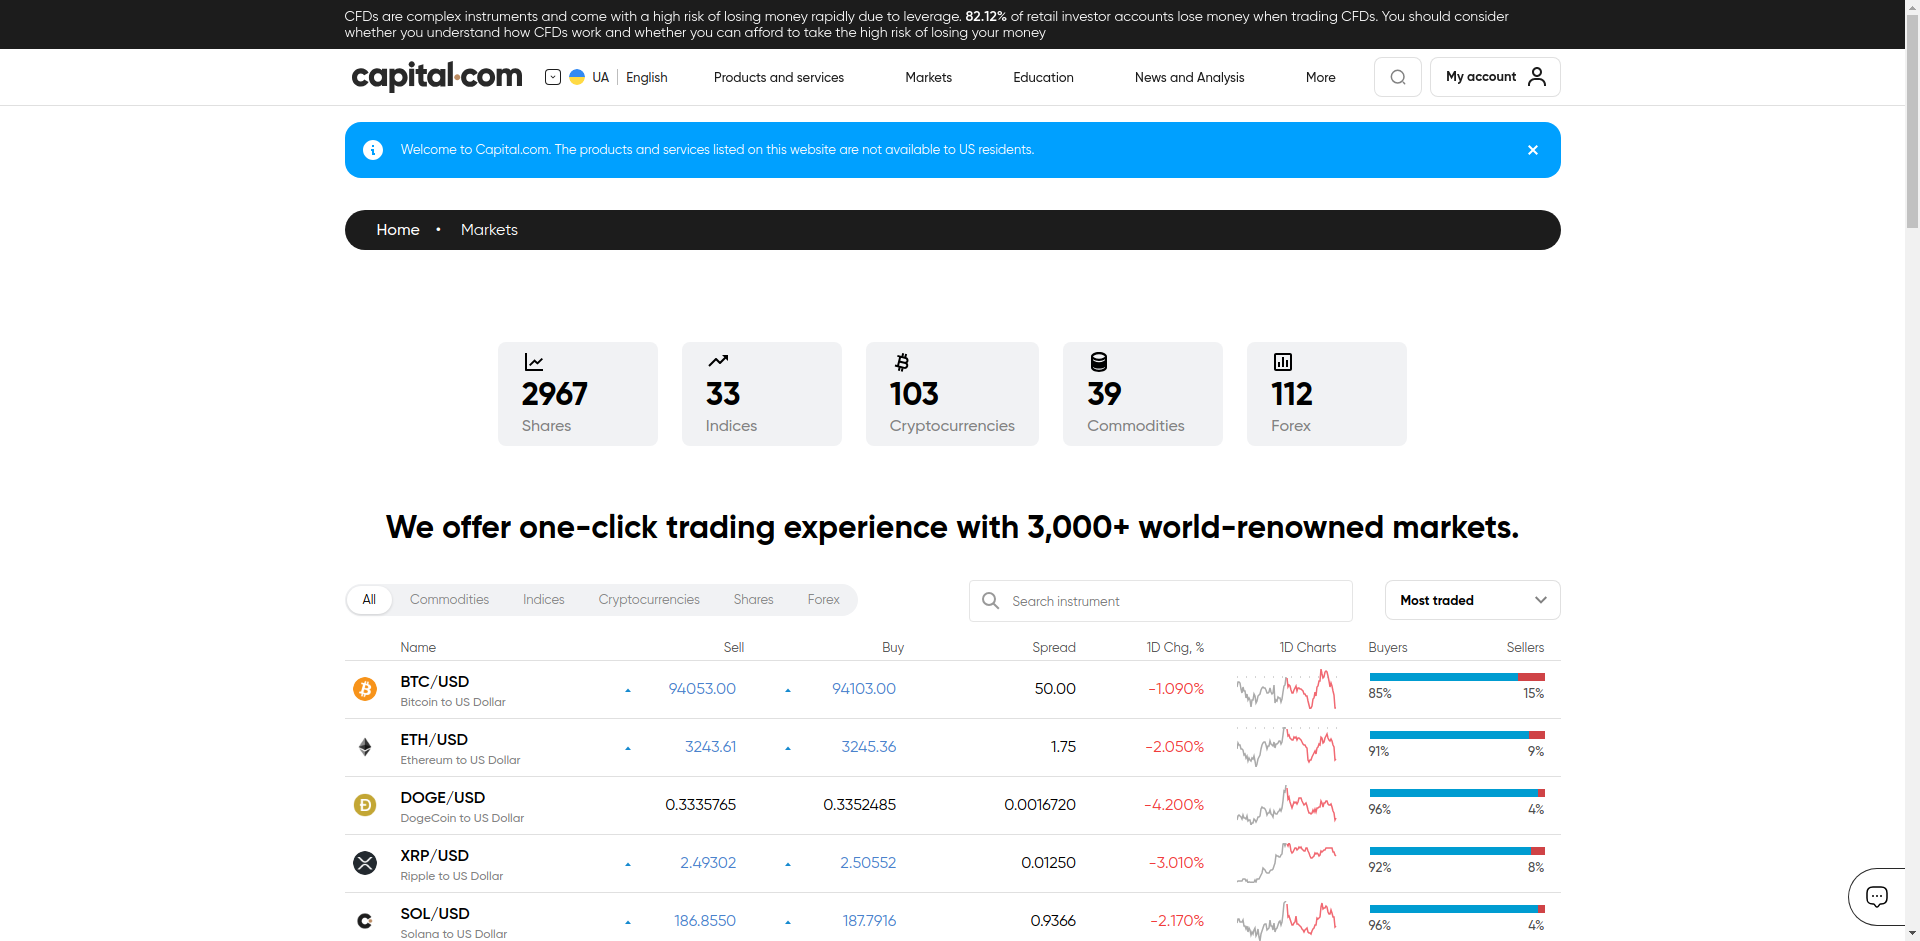 CFDs are complex instruments and come with a high risk of losing money rapidly due to leverage. 82.12% of retail investor accounts lose money when trading CFDs. You should consider
whether you understand how CFDs work and whether you can afford to take the high risk of losing your money
capital.com UA English Products and services Markets Education News and Analysis More My account
Welcome to Capital.com. The products and services listed on this website are not available to US residents.
Home • Markets
2967 33 103 39 112
Shares Indices Cryptocurrencies Commodities Forex
We offer one-click trading experience with 3,000+ world-renowned markets.
All Commodities Indices Cryptocurrencies Shares Forex Search instrument Most traded
Name Sell Buy Spread 1D Chg, % 1D Charts Buyers Sellers
BTC/USD 94053.00 94103.00 50.00 -1.090% 85% 15%
Bitcoin to US Dollar
ETH/USD 3243.61 3245.36 1.75 -2.050% 91% 9%
Ethereum to US Dollar
DOGE/USD 0.3335765 0.3352485 0.0016720 -4.200% 96% 4%
DogeCoin to US Dollar
XRP/USD 2.49302 2.50552 0.01250 -3.010% 92% 8%
Ripple to US Dollar
SOL/USD 186.8550 187.7916 0.9366 -2.170% 96% 4%
Solana to US Dollar